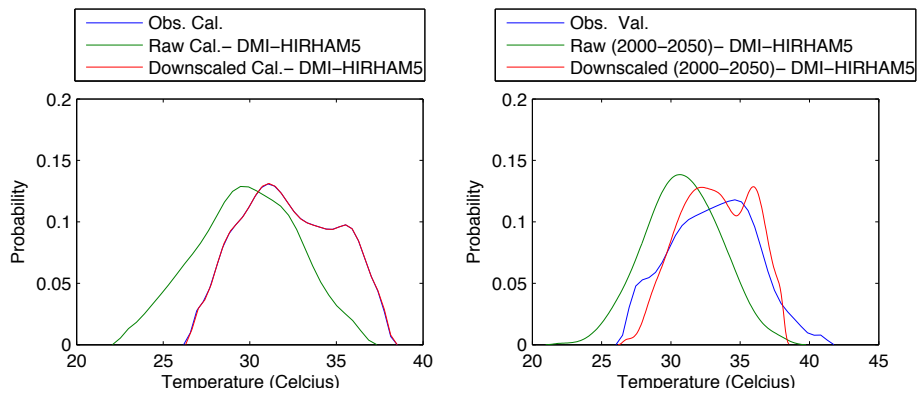 Obs. Cal.
Raw Cal.− DMI−HIRHAM5
Downscaled Cal.− DMI−HIRHAM5
0.2
0.15
0.1
0.05
0
20
25
30
35
40
Probability
Temperature (Celcius)
Obs. Val.
Raw (2000−2050)− DMI−HIRHAM5
Downscaled (2000−2050)− DMI−HIRHAM5
0.2
0.15
0.1
0.05
0
20
25
30
35
40
45
Probability
Temperature (Celcius)